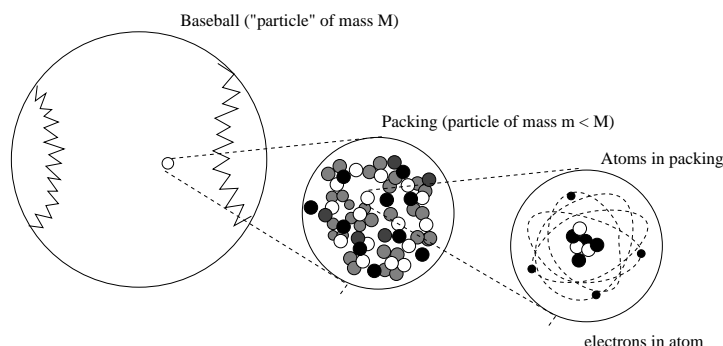 Baseball ("particle" of mass M)
Packing (particle of mass m < M)
Atoms in packing
electrons in atom